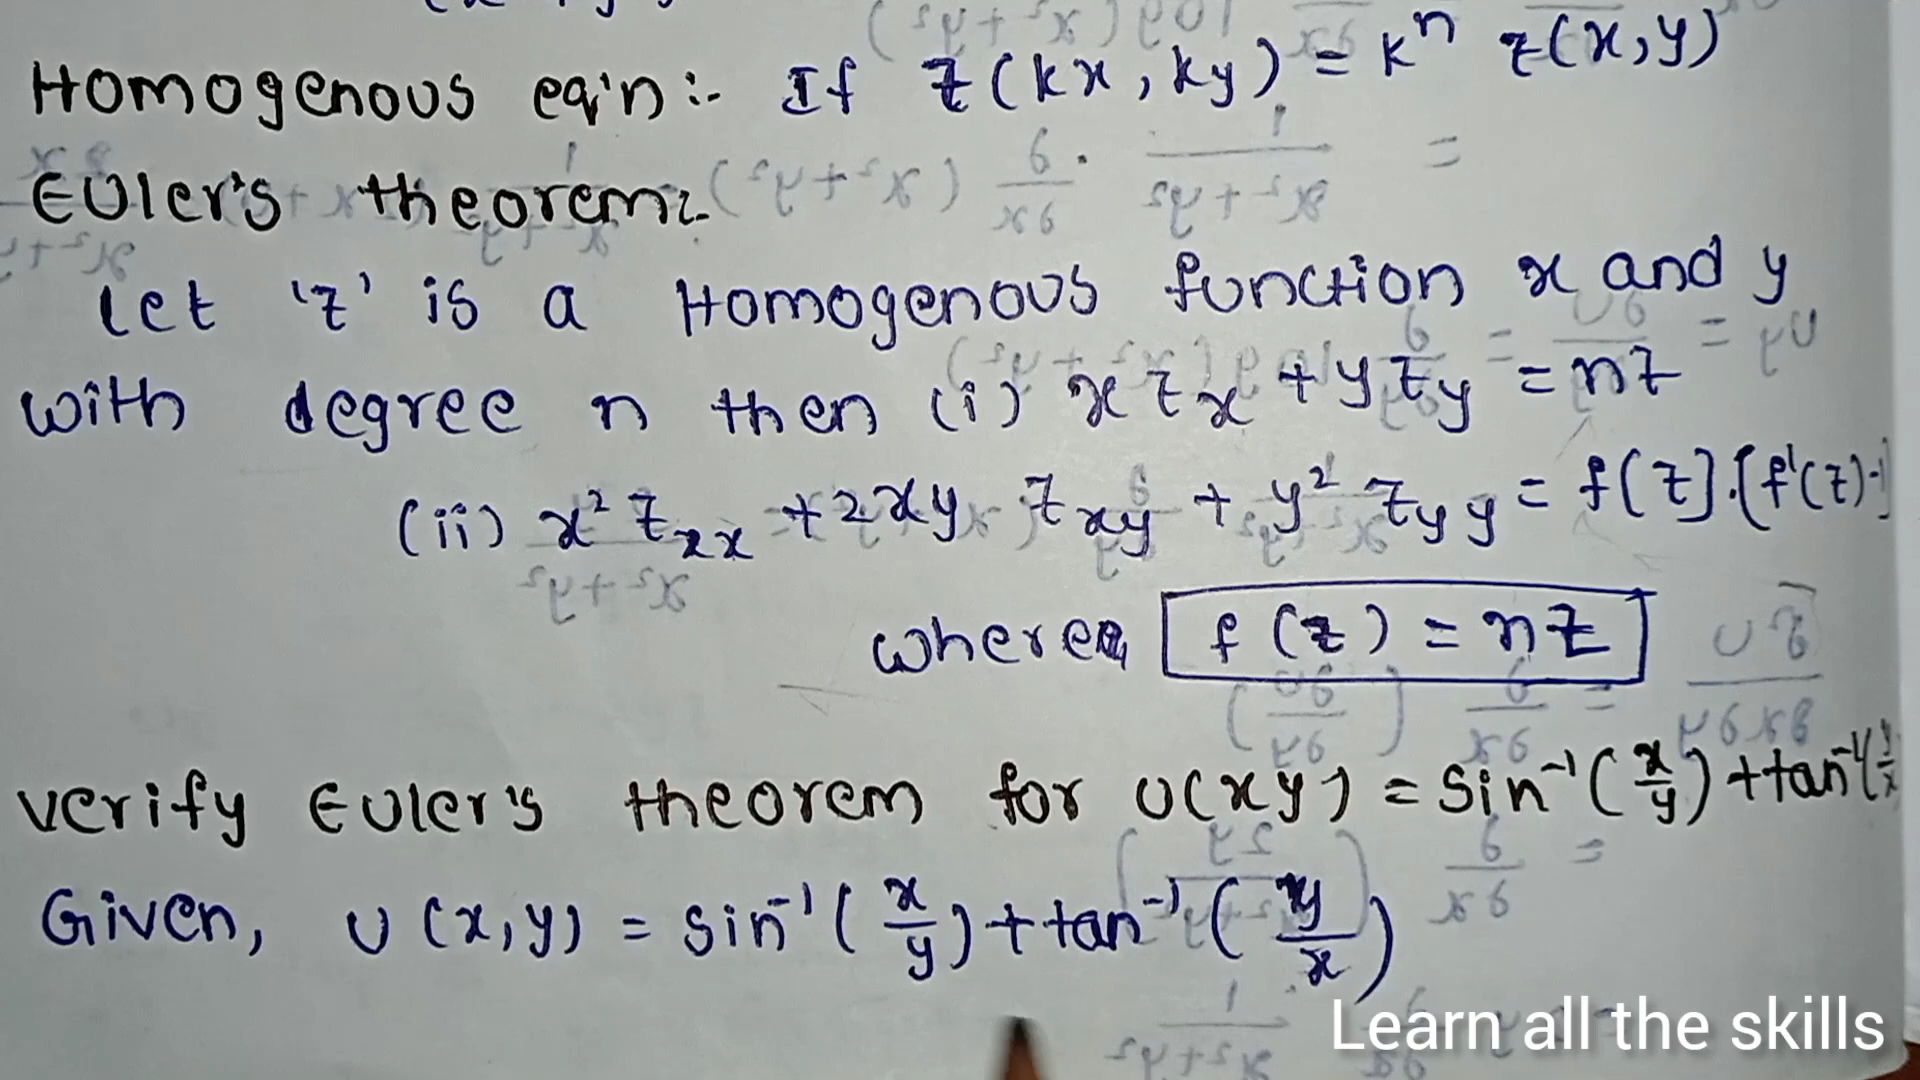 Homogenous eq'n :- If z(kx, ky) = kⁿ z(x,y)
Euler's theorem :-
Let 'z' is a Homogenous function x and y
with degree n then (i) x zₓ + y z_y = nz
(ii) x² z_xx + 2xy z_xy + y² z_yy = f(z).[f'(z)-1]
where f(z) = nz
verify Euler's theorem for U(xy) = sin⁻¹(x/y) + tan⁻¹(y/x
Given, U(x,y) = sin⁻¹(x/y) + tan⁻¹(y/x)
Learn all the skills